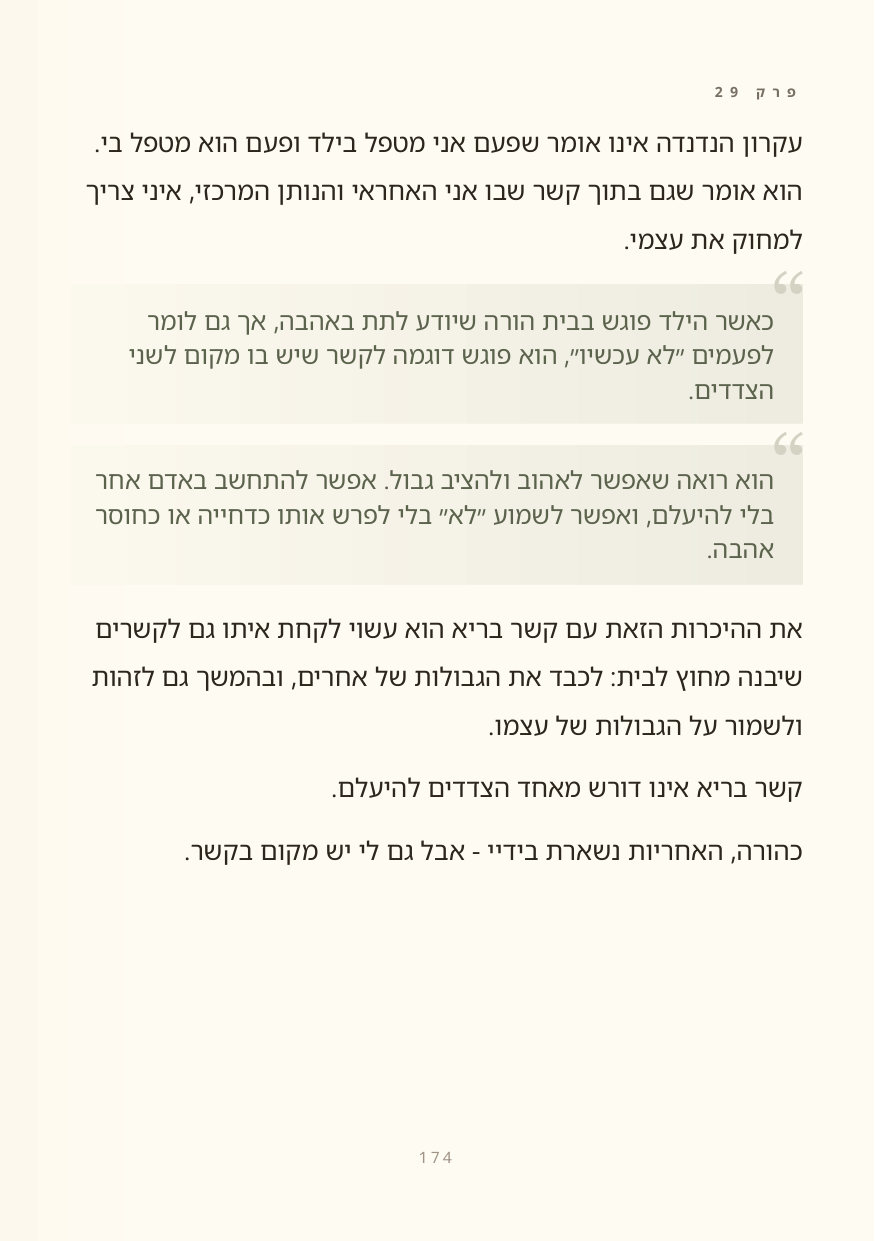 פרק 29
עקרון הנדנדה אינו אומר שפעם אני מטפל בילד ופעם הוא מטפל בי.
הוא אומר שגם בתוך קשר שבו אני האחראי והנותן המרכזי, איני צריך
למחוק את עצמי.
“
כאשר הילד פוגש בבית הורה שיודע לתת באהבה, אך גם לומר
לפעמים ״לא עכשיו״, הוא פוגש דוגמה לקשר שיש בו מקום לשני
הצדדים.
“
הוא רואה שאפשר לאהוב ולהציב גבול. אפשר להתחשב באדם אחר
בלי להיעלם, ואפשר לשמוע ״לא״ בלי לפרש אותו כדחייה או כחוסר
אהבה.
את ההיכרות הזאת עם קשר בריא הוא עשוי לקחת איתו גם לקשרים
שיבנה מחוץ לבית: לכבד את הגבולות של אחרים, ובהמשך גם לזהות
ולשמור על הגבולות של עצמו.
קשר בריא אינו דורש מאחד הצדדים להיעלם.
כהורה, האחריות נשארת בידיי - אבל גם לי יש מקום בקשר.
174